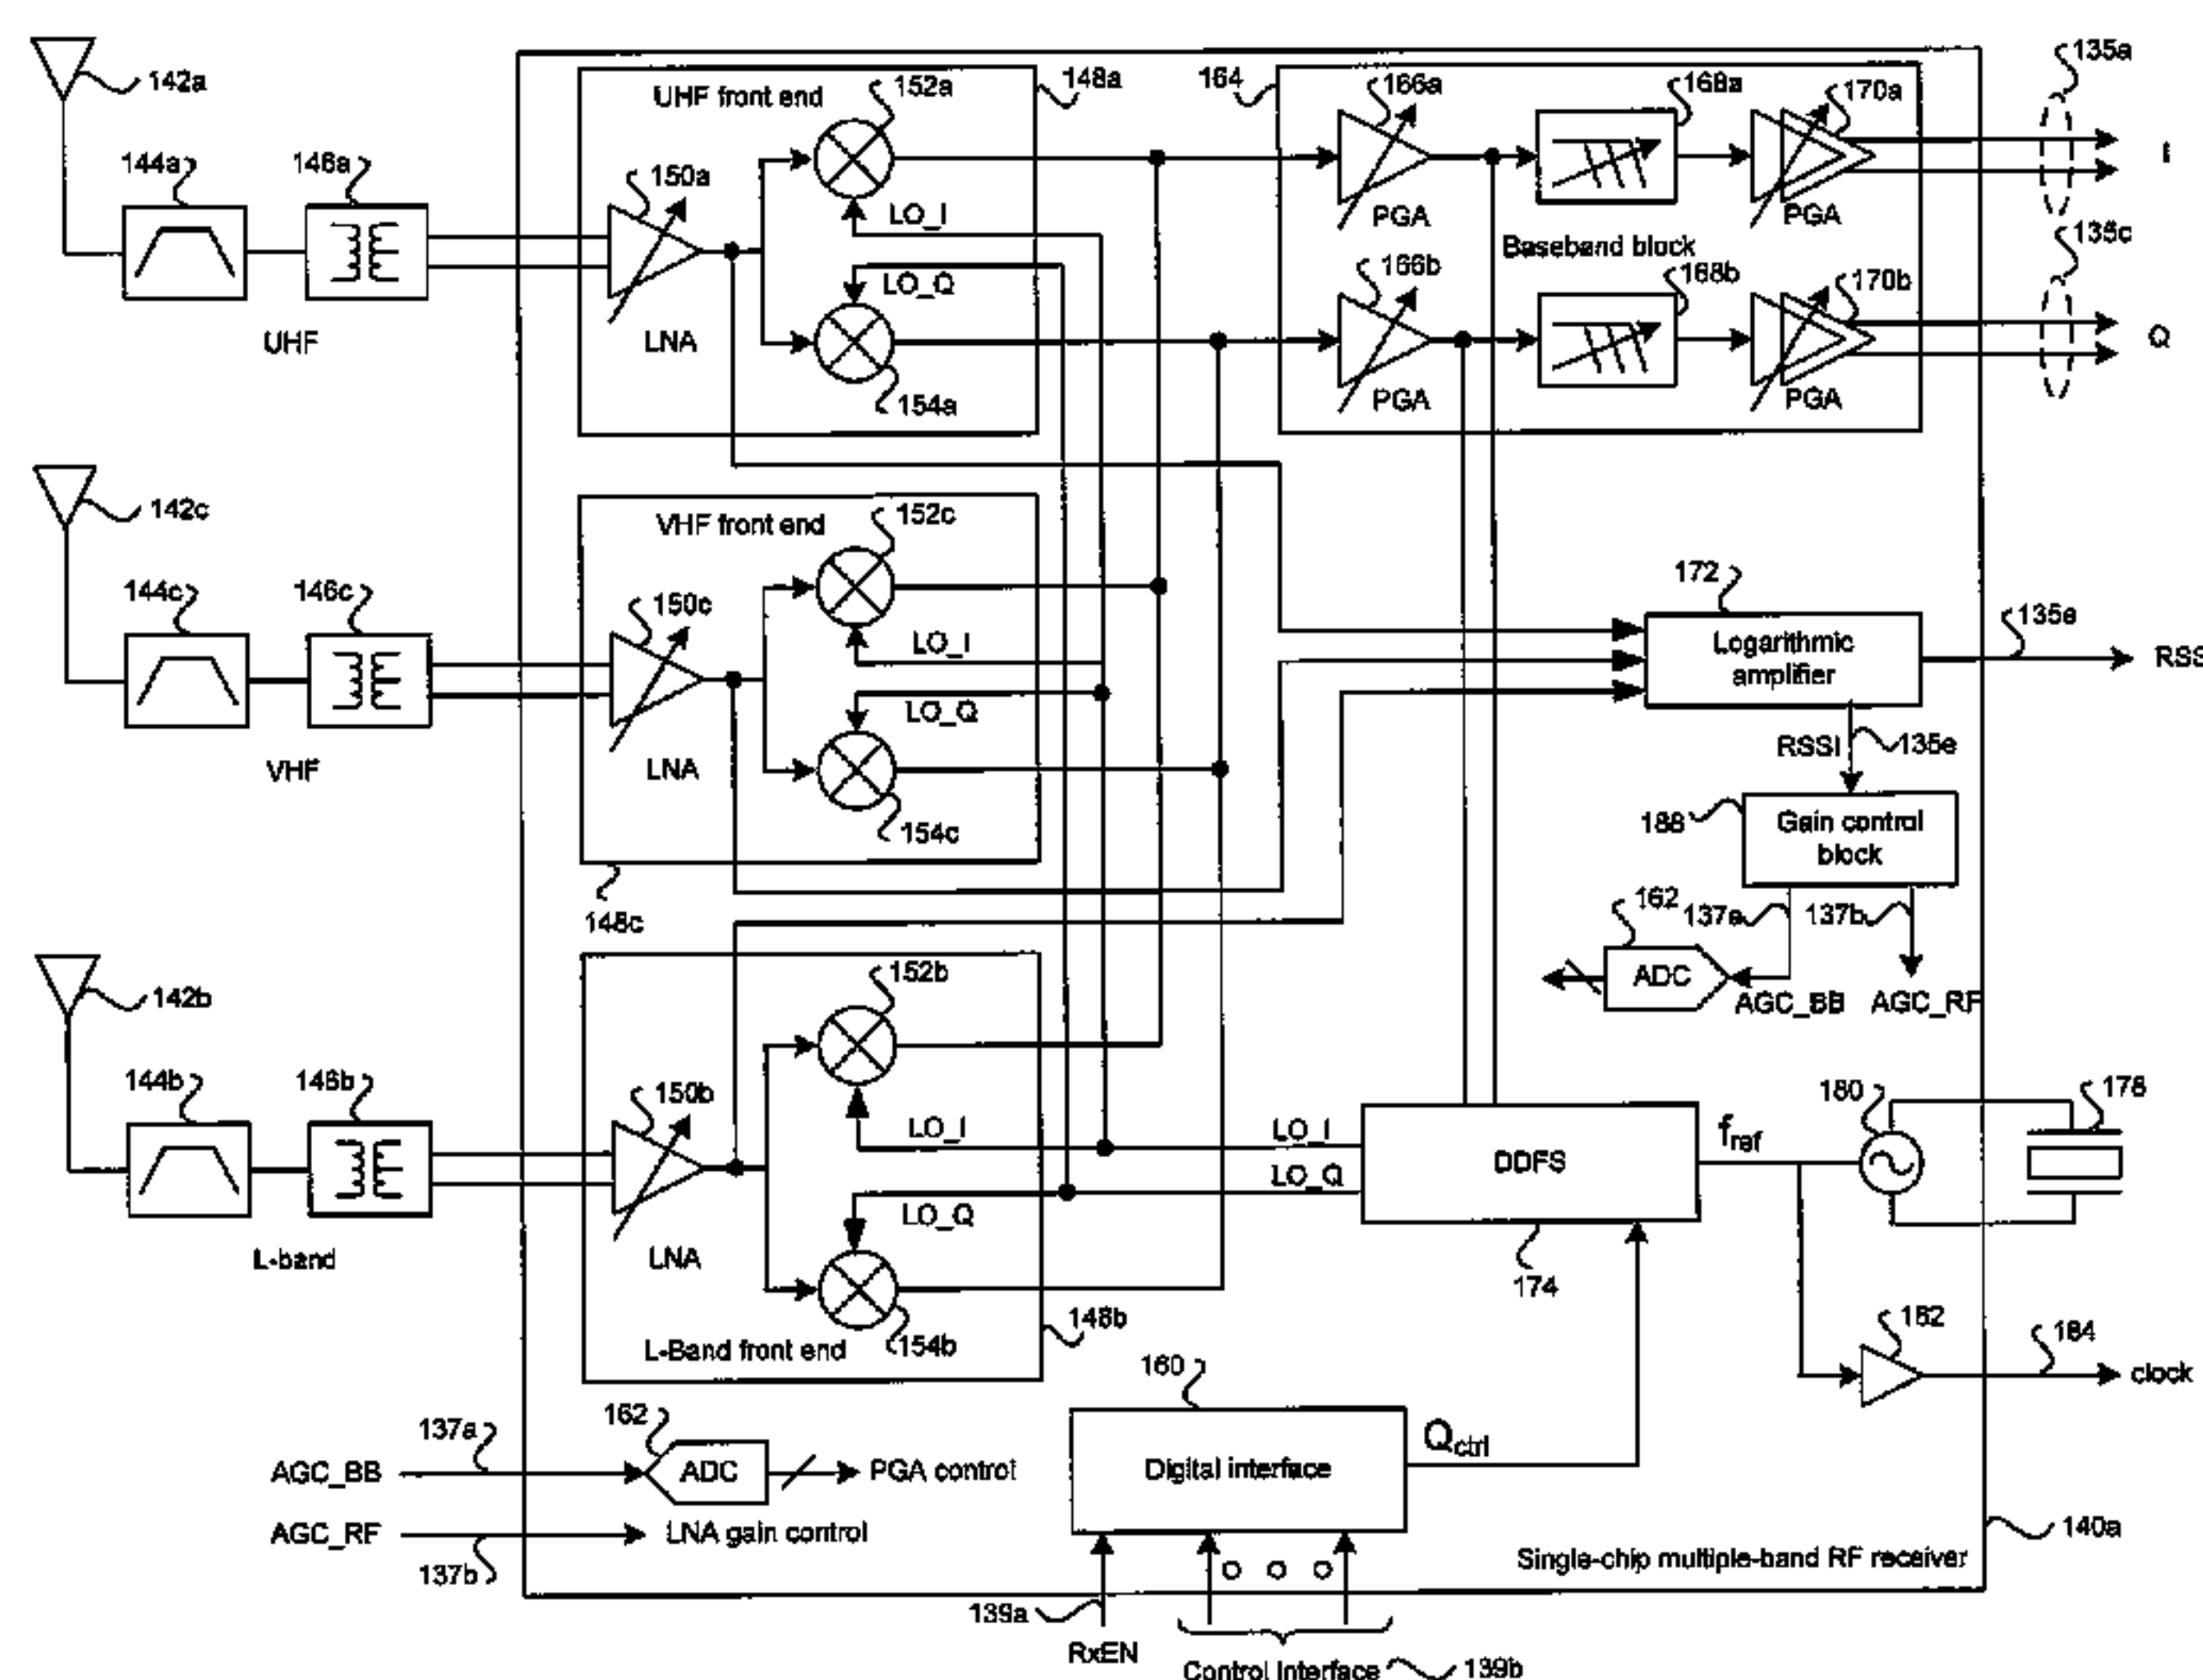 142a
144a
146a
UHF
UHF front end
148a
150a
LNA
152a
LO_I
LO_Q
154a
164
166a
PGA
168a
170a
PGA
Baseband block
166b
PGA
168b
170b
PGA
135a
I
135c
Q
142c
144c
146c
VHF
VHF front end
150c
LNA
152c
LO_I
LO_Q
154c
148c
172
Logarithmic
amplifier
135e
RSS
RSSI
135e
188
Gain control
block
162
137a
137b
ADC
AGC_BB
AGC_RF
142b
144b
146b
L-band
150b
LNA
152b
LO_I
LO_Q
154b
L-Band front end
148b
LO_I
LO_Q
DDFS
174
f_ref
180
178
182
184
clock
137a
AGC_BB
162
ADC
PGA control
AGC_RF
LNA gain control
137b
160
Digital interface
Q_ctrl
140a
Single-chip multiple-band RF receiver
139a
RxEN
Control Interface
139b